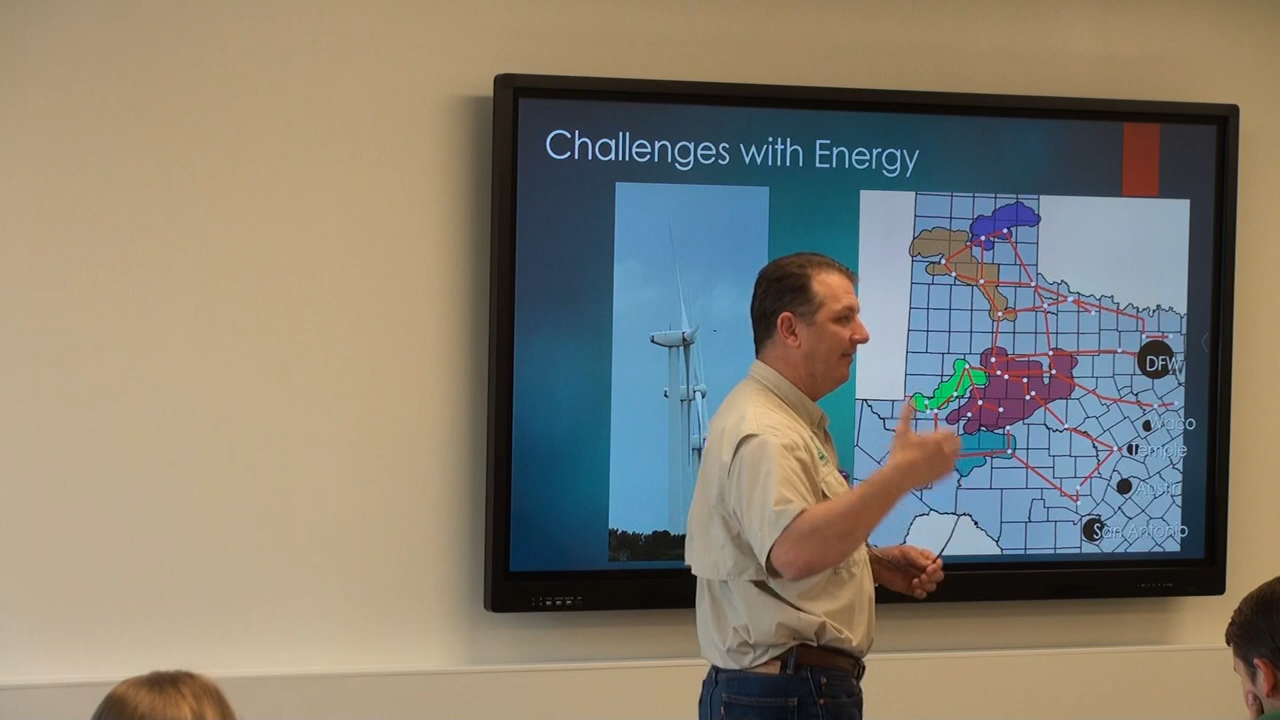 Challenges with Energy
DFW
Waco
Temple
Austin
San Antonio